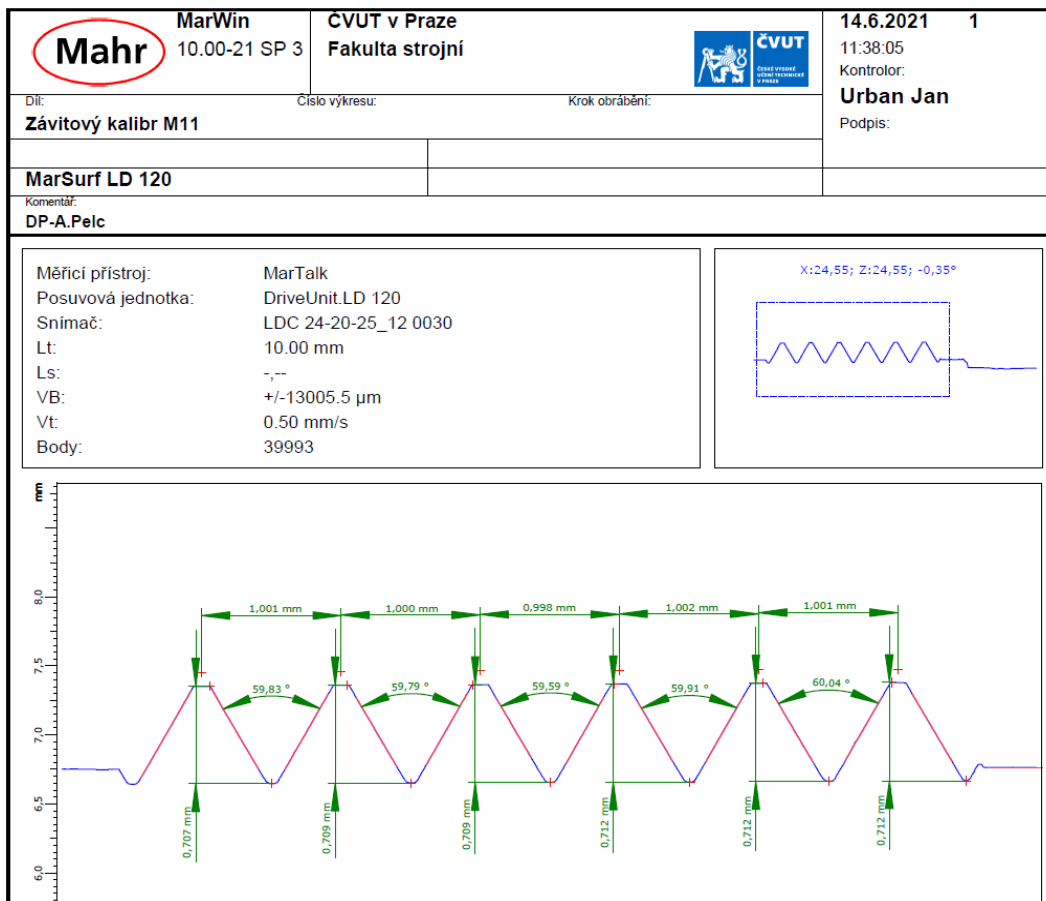 Mahr
MarWin
10.00-21 SP 3
ČVUT v Praze
Fakulta strojní
ČVUT
ČESKÉ VYSOKÉ
UČENÍ TECHNICKÉ
V PRAZE
14.6.2021 1
11:38:05
Kontrolor:
Urban Jan
Podpis:
Díl:
Číslo výkresu:
Krok obrábění:
Závitový kalibr M11
MarSurf LD 120
Komentář:
DP-A.Pelc
Měřicí přístroj: MarTalk
Posuvová jednotka: DriveUnit.LD 120
Snímač: LDC 24-20-25_12 0030
Lt: 10.00 mm
Ls: -,--
VB: +/-13005.5 µm
Vt: 0.50 mm/s
Body: 39993
X:24,55; Z:24,55; -0,35°
mm
8,0
7,5
7,0
6,5
6,0
1,001 mm
1,000 mm
0,998 mm
1,002 mm
1,001 mm
59,83 °
59,79 °
59,59 °
59,91 °
60,04 °
0,707 mm
0,709 mm
0,709 mm
0,712 mm
0,712 mm
0,712 mm